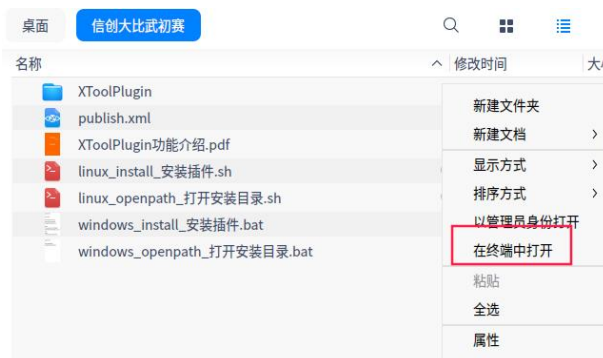 桌面 信创大比武初赛
名称 修改时间 大
XToolPlugin
publish.xml
XToolPlugin功能介绍.pdf
linux_install_安装插件.sh
linux_openpath_打开安装目录.sh
windows_install_安装插件.bat
windows_openpath_打开安装目录.bat
新建文件夹
新建文档
显示方式
排序方式
以管理员身份打开
在终端中打开
粘贴
全选
属性